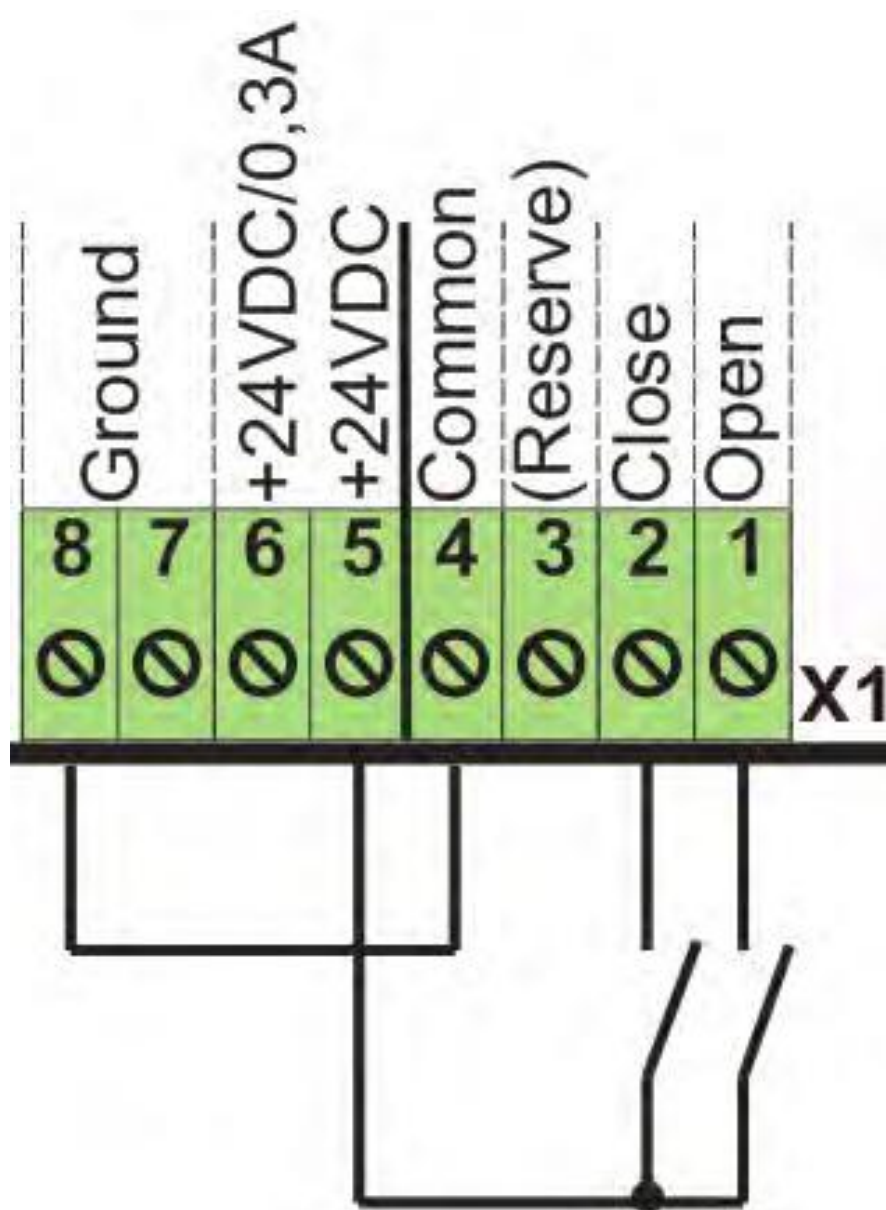 Ground
+24VDC/0,3A
+24VDC
Common
(Reserve)
Close
Open
8 7 6 5 4 3 2 1
X1